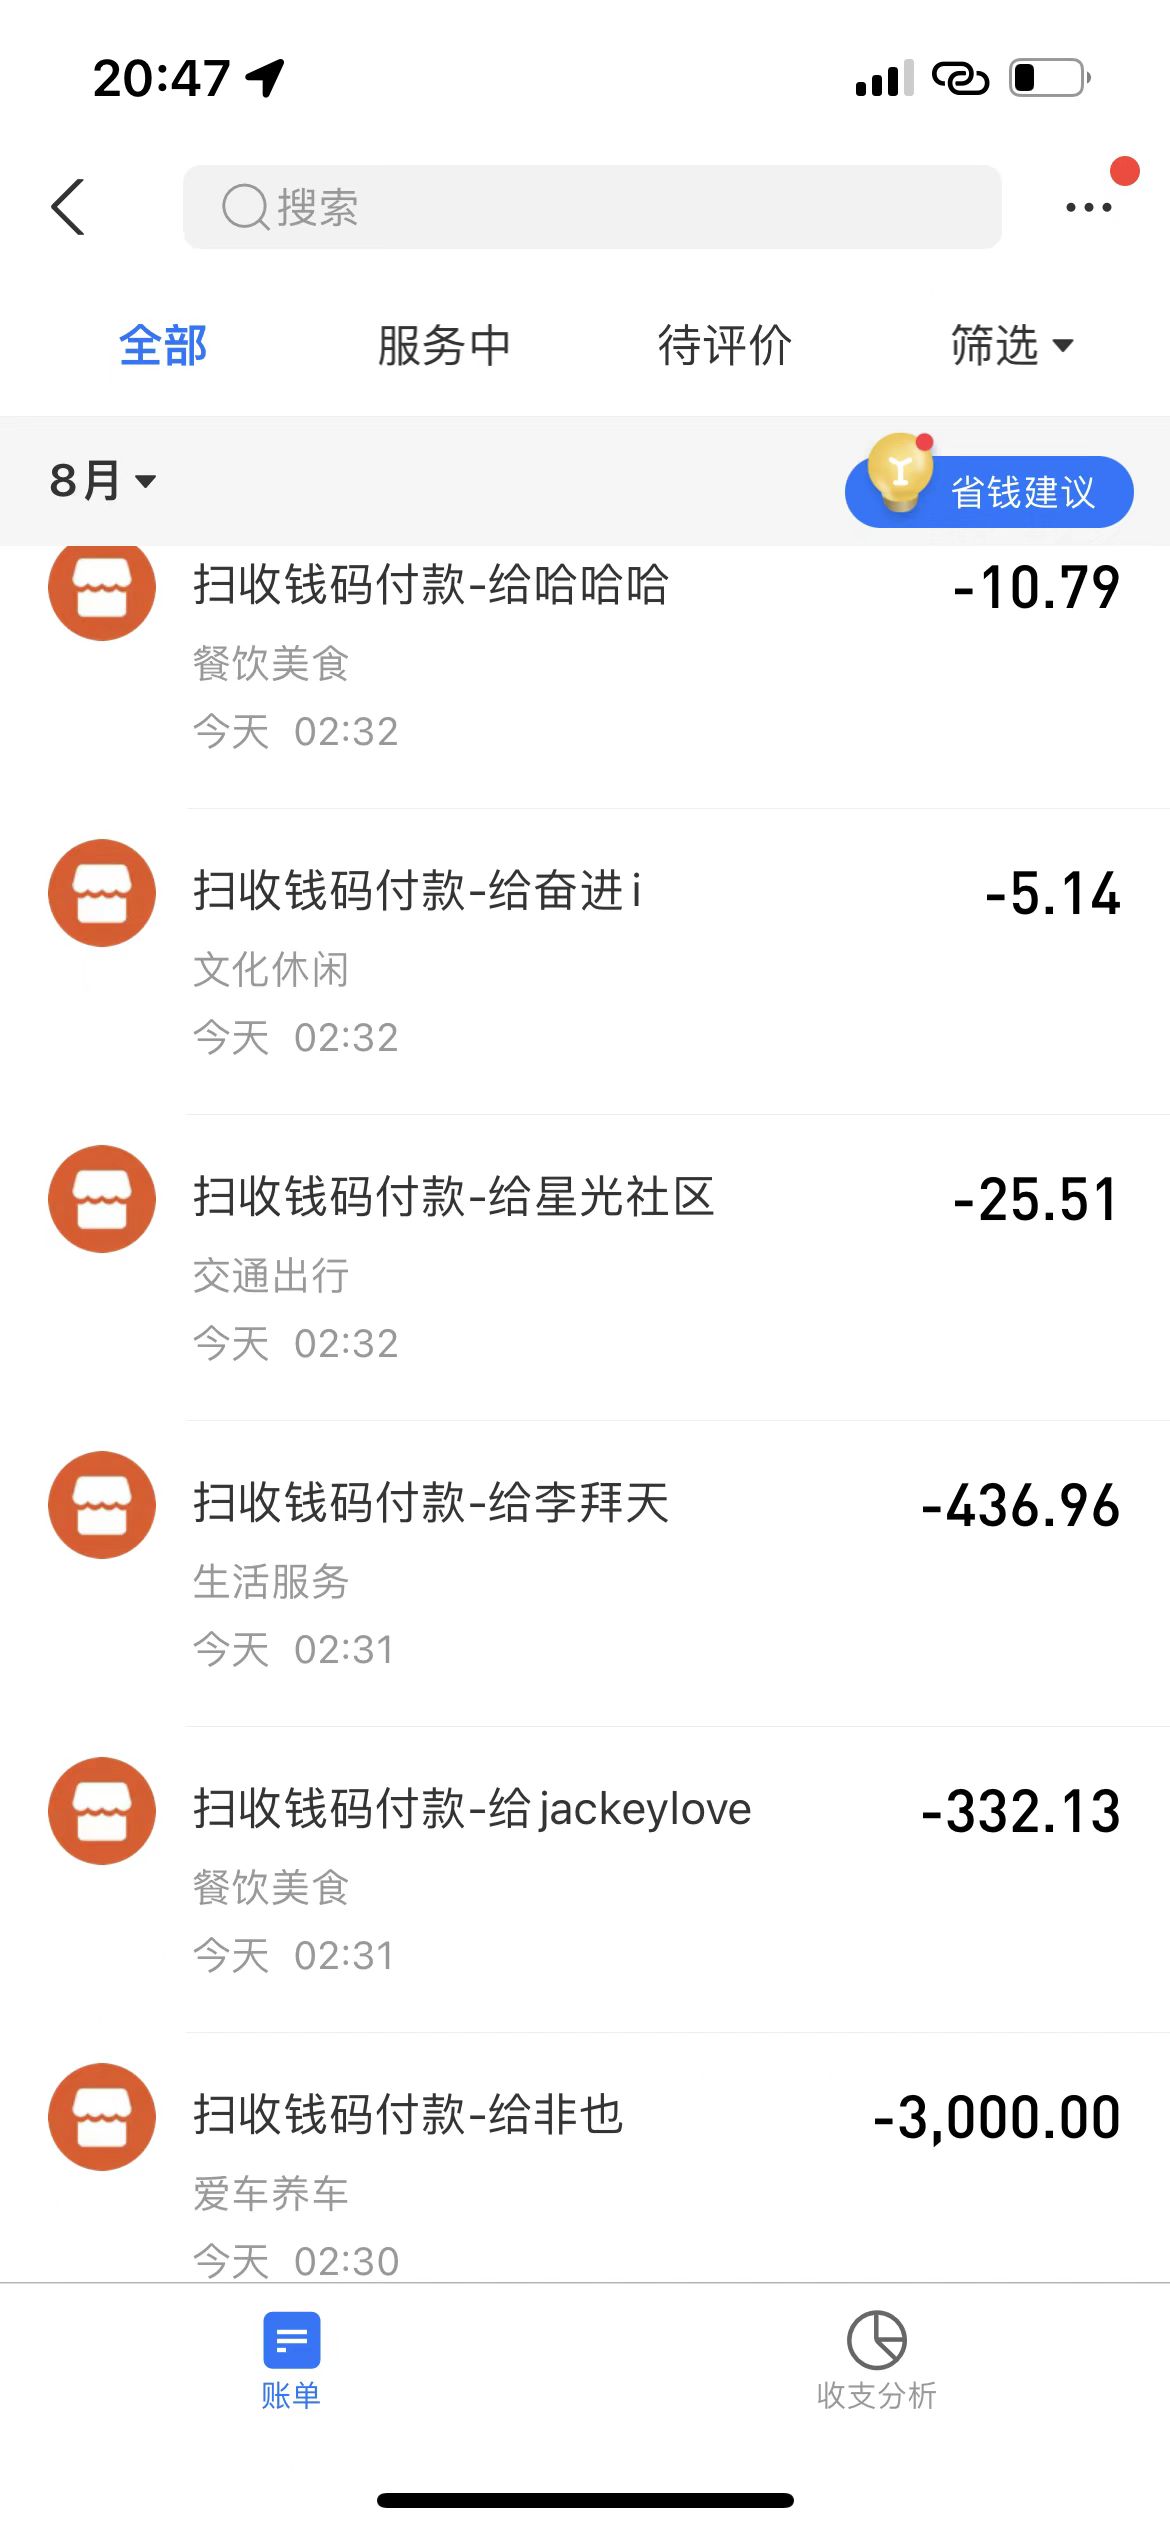 20:47
搜索
全部 服务中 待评价 筛选
8月 省钱建议
扫收钱码付款-给哈哈哈 -10.79
餐饮美食
今天 02:32
扫收钱码付款-给奋进i -5.14
文化休闲
今天 02:32
扫收钱码付款-给星光社区 -25.51
交通出行
今天 02:32
扫收钱码付款-给李拜天 -436.96
生活服务
今天 02:31
扫收钱码付款-给jackeylove -332.13
餐饮美食
今天 02:31
扫收钱码付款-给非也 -3,000.00
爱车养车
今天 02:30
账单 收支分析